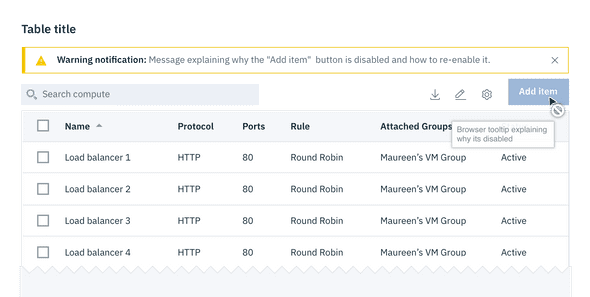 Table title
Warning notification: Message explaining why the "Add item" button is disabled and how to re-enable it.
Search compute
Add item
Name Protocol Ports Rule Attached Groups
Browser tooltip explaining
why its disabled
Load balancer 1 HTTP 80 Round Robin Maureen's VM Group Active
Load balancer 2 HTTP 80 Round Robin Maureen's VM Group Active
Load balancer 3 HTTP 80 Round Robin Maureen's VM Group Active
Load balancer 4 HTTP 80 Round Robin Maureen's VM Group Active